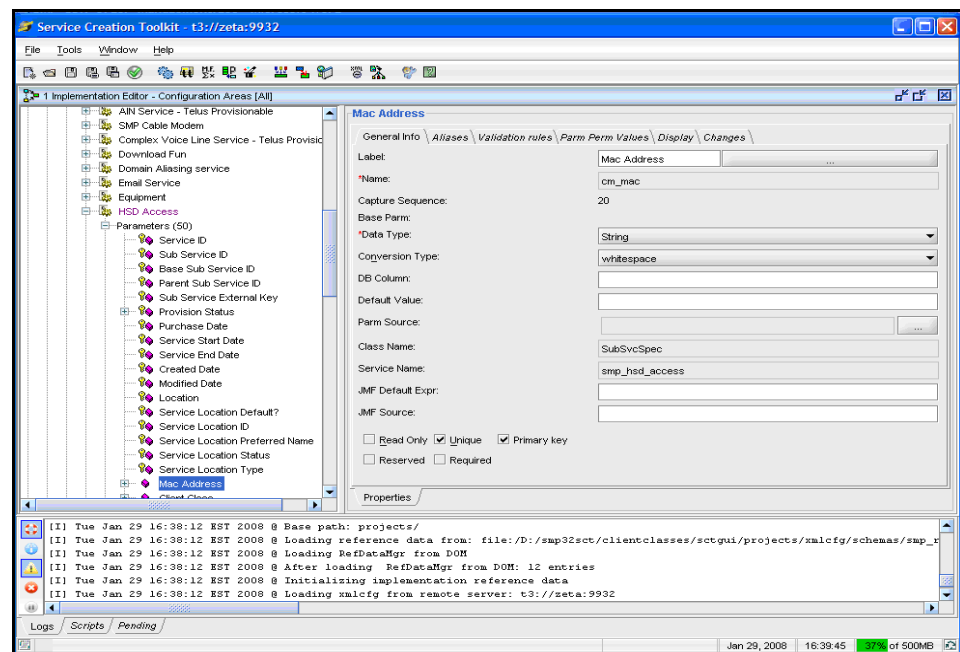 Service Creation Toolkit - t3://zeta:9932
File Tools Window Help
1 Implementation Editor - Configuration Areas [All]
AIN Service - Telus Provisionable
SMP Cable Modem
Complex Voice Line Service - Telus Provisic
Download Fun
Domain Aliasing service
Email Service
Equipment
HSD Access
Parameters (50)
Service ID
Sub Service ID
Base Sub Service ID
Parent Sub Service ID
Sub Service External Key
Provision Status
Purchase Date
Service Start Date
Service End Date
Created Date
Modified Date
Location
Service Location Default?
Service Location ID
Service Location Preferred Name
Service Location Status
Service Location Type
Mac Address
Client Class
Mac Address
General Info Aliases Validation rules Parm Perm Values Display Changes
Label: Mac Address ...
*Name: cm_mac
Capture Sequence: 20
Base Parm:
*Data Type: String
Conversion Type: whitespace
DB Column:
Default Value:
Parm Source: ...
Class Name: SubSvcSpec
Service Name: smp_hsd_access
JMF Default Expr:
JMF Source:
Read Only Unique Primary key
Reserved Required
Properties
[I] Tue Jan 29 16:38:12 EST 2008 @ Base path: projects/
[I] Tue Jan 29 16:38:12 EST 2008 @ Loading reference data from: file:/D:/smp32sct/clientclasses/sctgui/projects/xmlcfg/schemas/smp_r
[I] Tue Jan 29 16:38:12 EST 2008 @ Loading RefDataMgr from DOM
[I] Tue Jan 29 16:38:12 EST 2008 @ After loading RefDataMgr from DOM: 12 entries
[I] Tue Jan 29 16:38:12 EST 2008 @ Initializing implementation reference data
[I] Tue Jan 29 16:38:12 EST 2008 @ Loading xmlcfg from remote server: t3://zeta:9932
Logs Scripts Pending
Jan 29, 2008 16:39:45 37% of 500MB